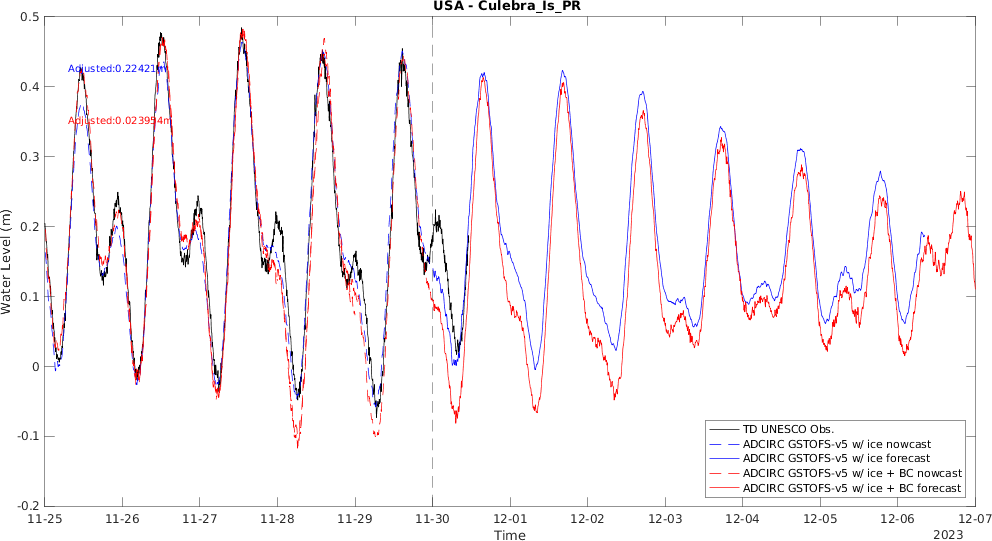 USA - Culebra_Is_PR
0.5
0.4
0.3
0.2
0.1
0
-0.1
-0.2
Water Level (m)
Adjusted:0.22421m
Adjusted:0.023954m
TD UNESCO Obs.
ADCIRC GSTOFS-v5 w/ ice nowcast
ADCIRC GSTOFS-v5 w/ ice forecast
ADCIRC GSTOFS-v5 w/ ice + BC nowcast
ADCIRC GSTOFS-v5 w/ ice + BC forecast
11-25 11-26 11-27 11-28 11-29 11-30 12-01 12-02 12-03 12-04 12-05 12-06 12-07
Time
2023